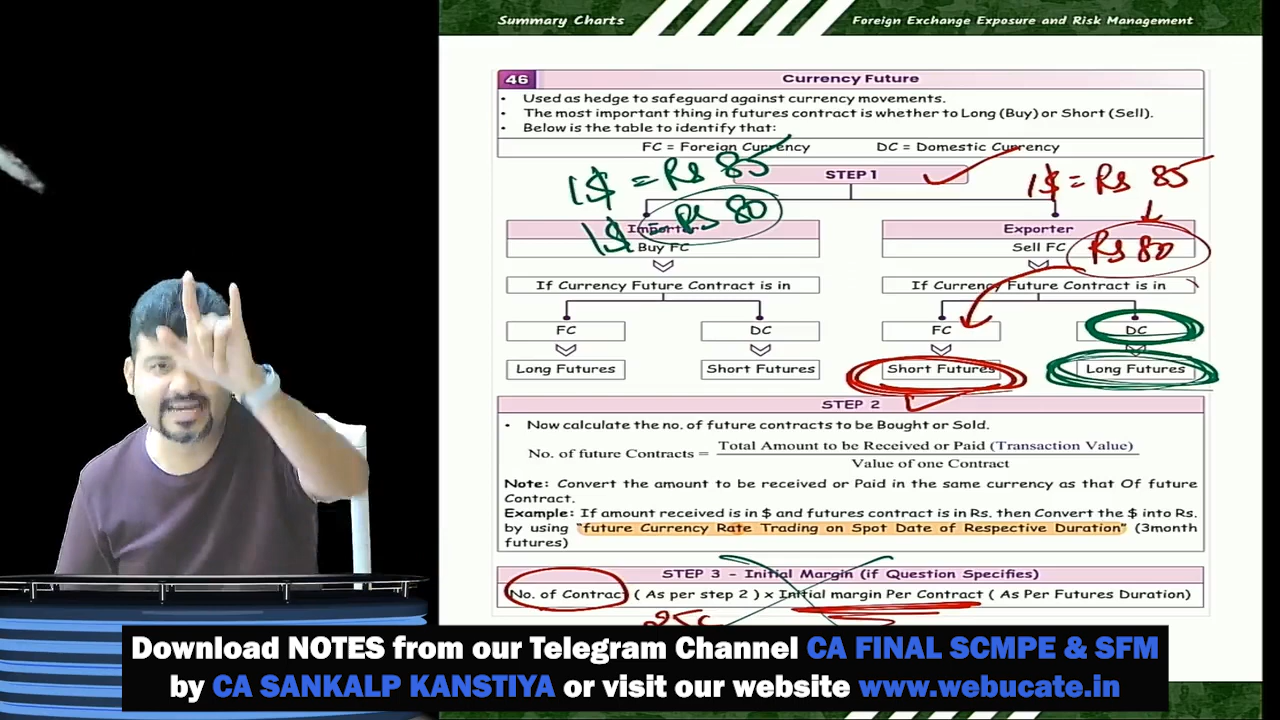 Summary Charts
Foreign Exchange Exposure and Risk Management
46
Currency Future
• Used as hedge to safeguard against currency movements.
• The most important thing in futures contract is whether to Long (Buy) or Short (Sell).
• Below is the table to identify that:
FC = Foreign Currency DC = Domestic Currency
STEP 1
1$ = Rs 85
1$ = Rs 80
1$ = Rs 85
Rs 80
Importer
Buy FC
Exporter
Sell FC
If Currency Future Contract is in
If Currency Future Contract is in
FC
DC
FC
DC
Long Futures
Short Futures
Short Futures
Long Futures
STEP 2
• Now calculate the no. of future contracts to be Bought or Sold.
No. of future Contracts = Total Amount to be Received or Paid (Transaction Value)
Value of one Contract
Note: Convert the amount to be received or Paid in the same currency as that Of future
Contract.
Example: If amount received is in $ and futures contract is in Rs. then Convert the $ into Rs.
by using "future Currency Rate Trading on Spot Date of Respective Duration" (3month
futures)
STEP 3 - Initial Margin (if Question Specifies)
No. of Contract ( As per step 2 ) x Initial margin Per Contract ( As Per Futures Duration)
Download NOTES from our Telegram Channel CA FINAL SCMPE & SFM
by CA SANKALP KANSTIYA or visit our website www.webucate.in